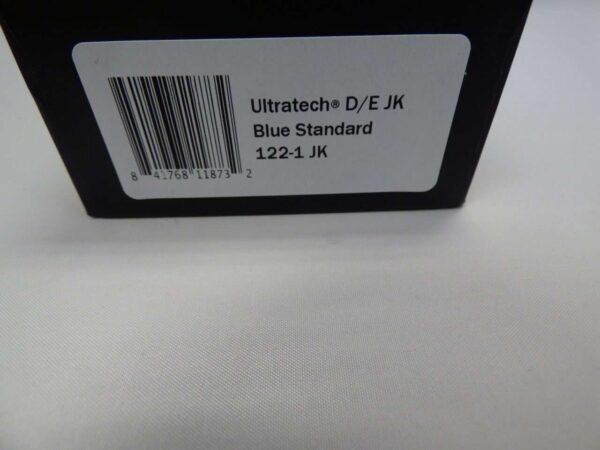 Ultratech® D/E JK
Blue Standard
122-1 JK
8 41768 11873 2